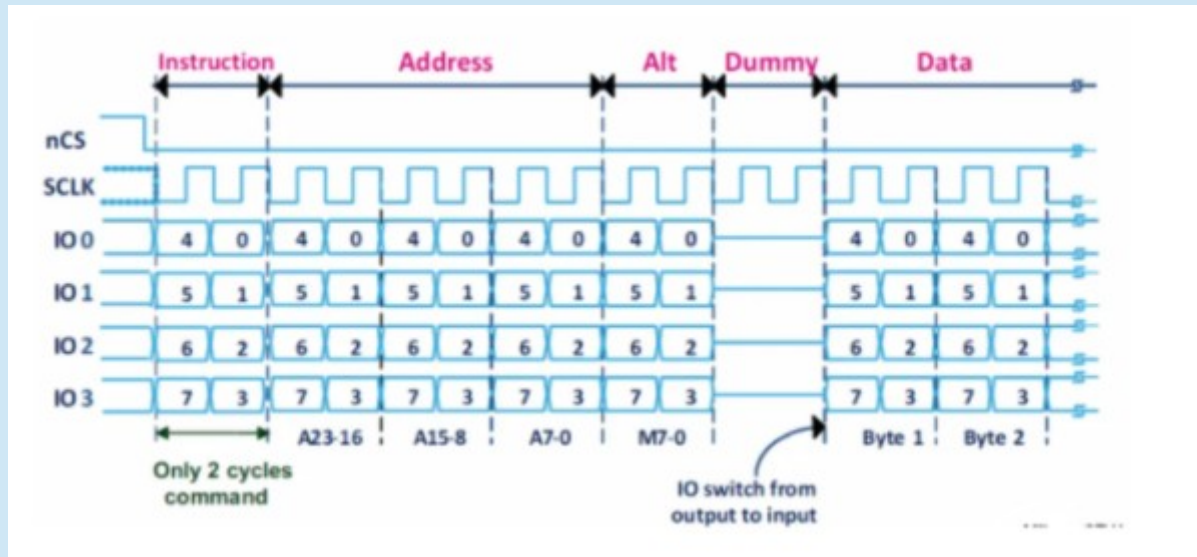 Instruction Address Alt Dummy Data
nCS
SCLK
IO 0 4 0 4 0 4 0 4 0 4 0 4 0 4 0
IO 1 5 1 5 1 5 1 5 1 5 1 5 1 5 1
IO 2 6 2 6 2 6 2 6 2 6 2 6 2 6 2
IO 3 7 3 7 3 7 3 7 3 7 3 7 3 7 3
A23-16 A15-8 A7-0 M7-0 Byte 1 Byte 2
Only 2 cycles
command
IO switch from
output to input